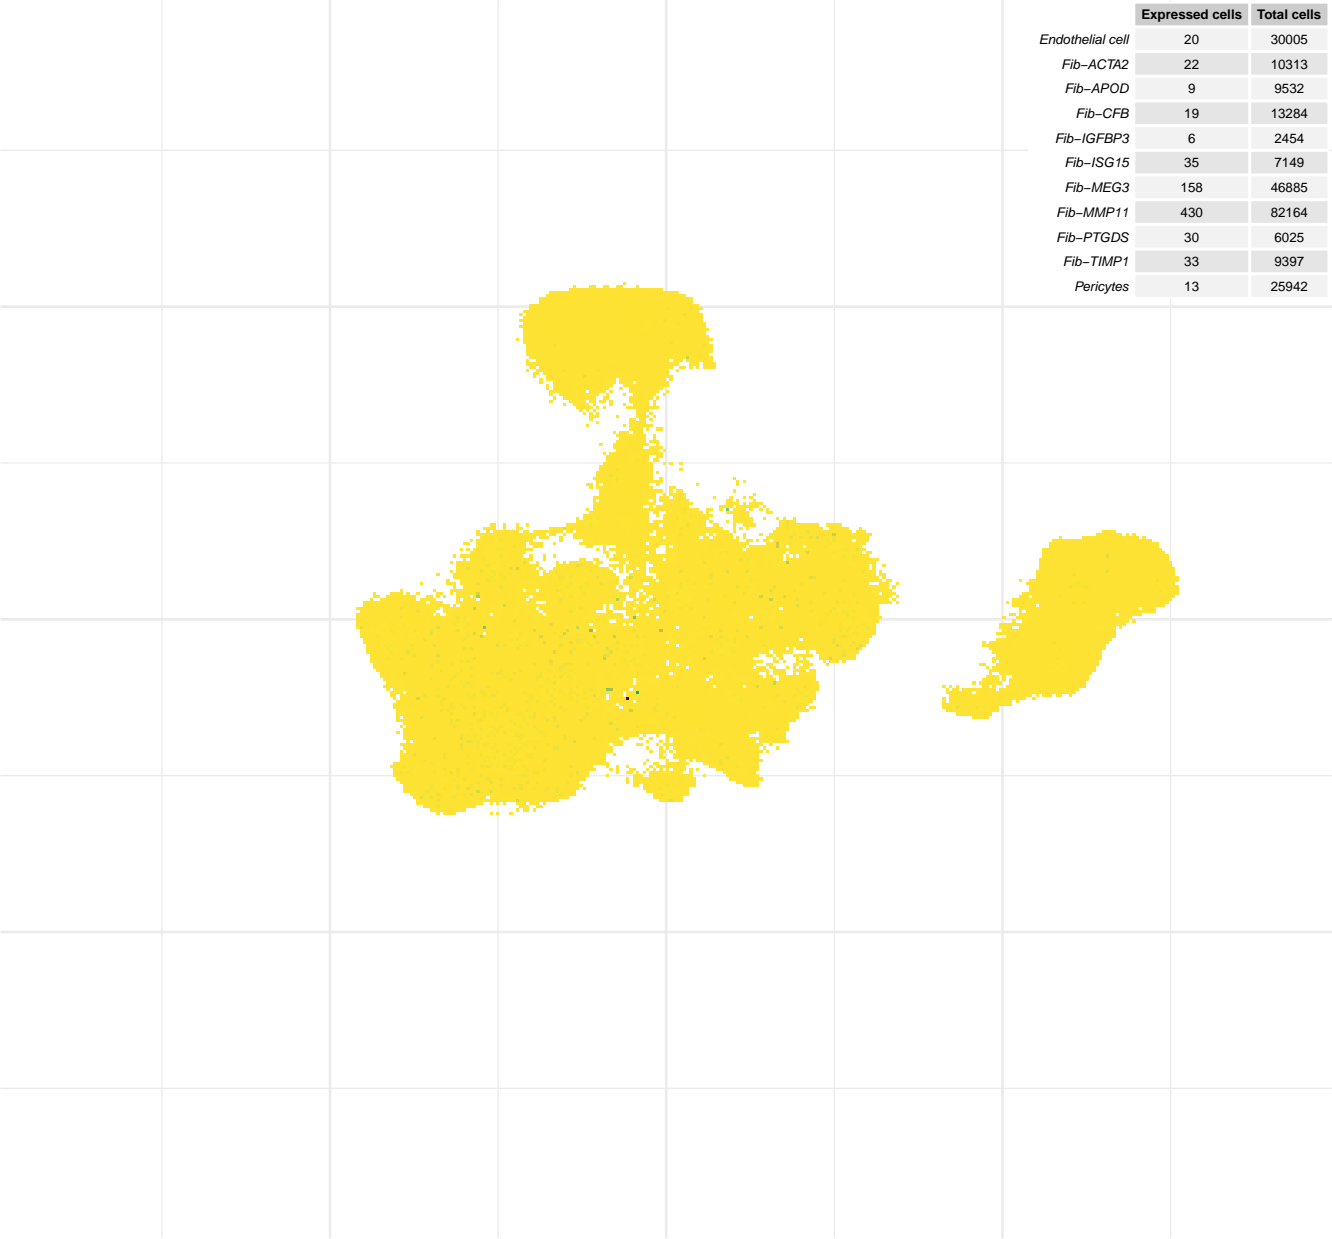 Expressed cells Total cells
Endothelial cell 20 30005
Fib−ACTA2 22 10313
Fib−APOD 9 9532
Fib−CFB 19 13284
Fib−IGFBP3 6 2454
Fib−ISG15 35 7149
Fib−MEG3 158 46885
Fib−MMP11 430 82164
Fib−PTGDS 30 6025
Fib−TIMP1 33 9397
Pericytes 13 25942